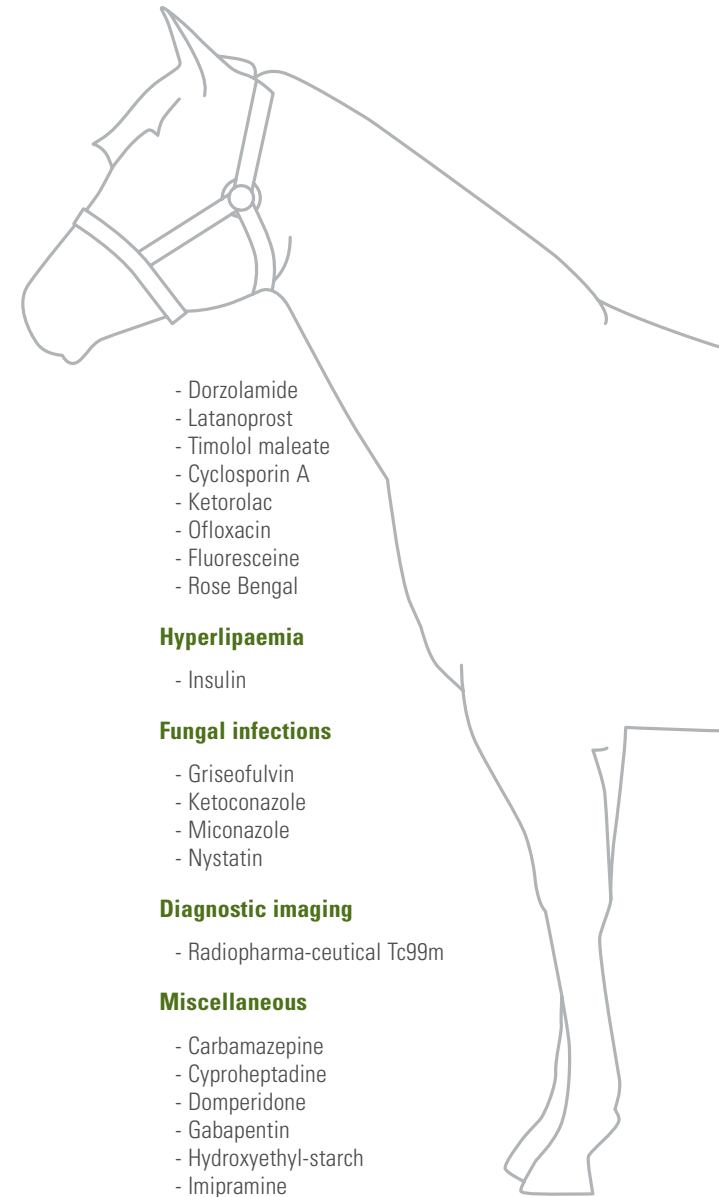 - Dorzolamide
- Latanoprost
- Timolol maleate
- Cyclosporin A
- Ketorolac
- Ofloxacin
- Fluoresceine
- Rose Bengal
Hyperlipaemia
- Insulin
Fungal infections
- Griseofulvin
- Ketoconazole
- Miconazole
- Nystatin
Diagnostic imaging
- Radiopharma-ceutical Tc99m
Miscellaneous
- Carbamazepine
- Cyproheptadine
- Domperidone
- Gabapentin
- Hydroxyethyl-starch
- Imipramine